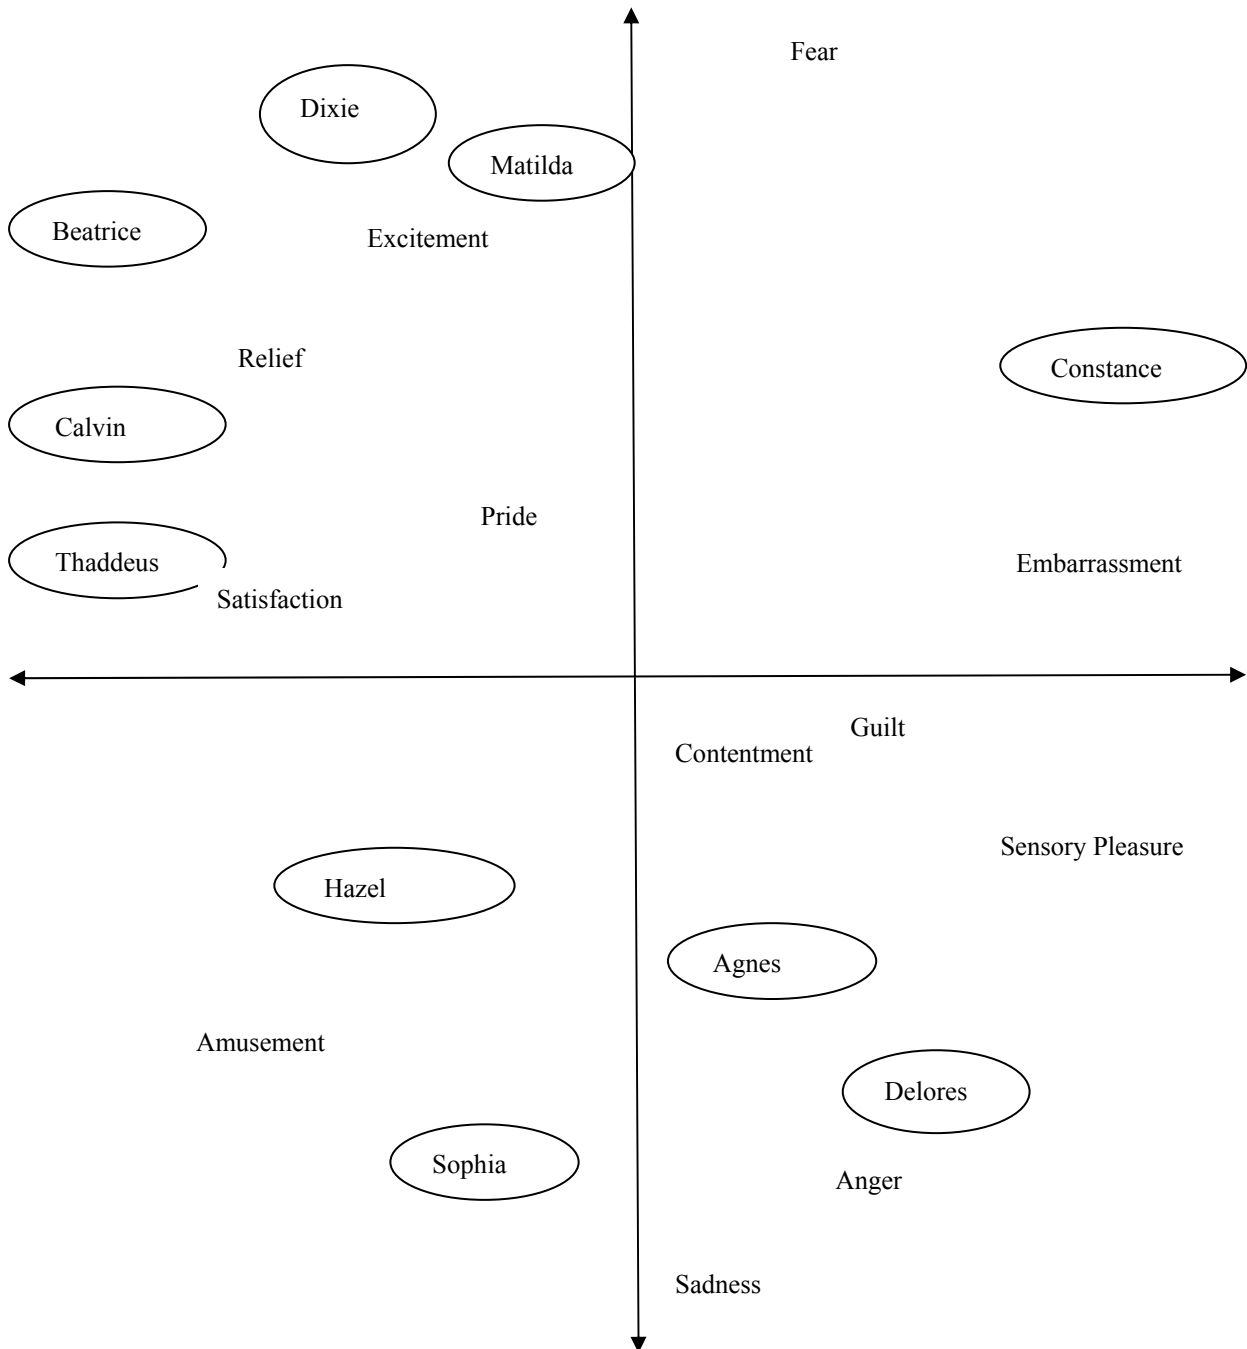 Fear
Dixie
Matilda
Beatrice
Excitement
Relief
Constance
Calvin
Pride
Thaddeus
Embarrassment
Satisfaction
Guilt
Contentment
Sensory Pleasure
Hazel
Agnes
Amusement
Delores
Sophia
Anger
Sadness